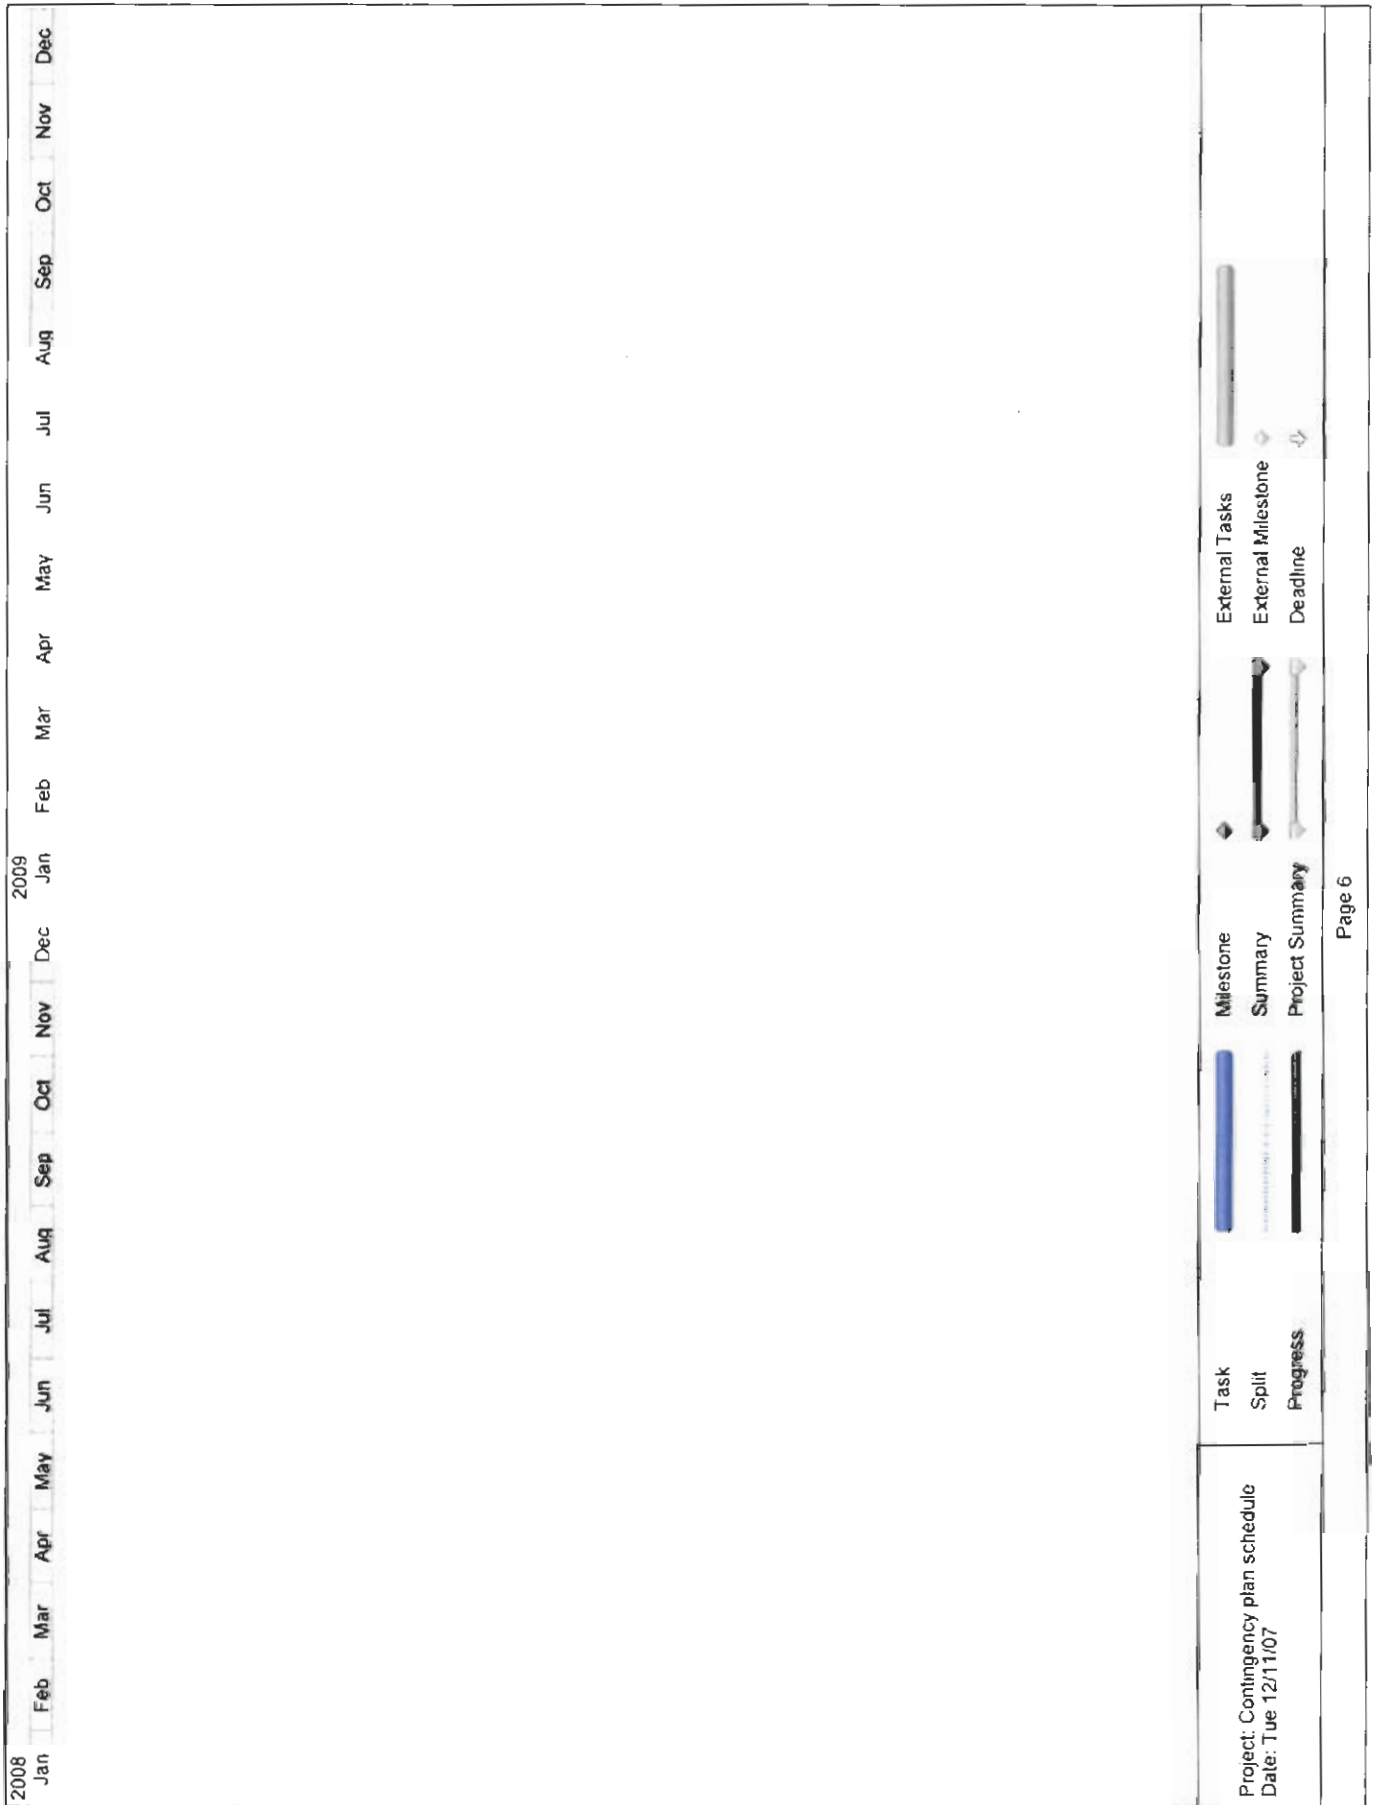 2008 2009
Jan Feb Mar Apr May Jun Jul Aug Sep Oct Nov Dec Jan Feb Mar Apr May Jun Jul Aug Sep Oct Nov Dec
Project: Contingency plan schedule
Date: Tue 12/11/07
Task Milestone External Tasks
Split Summary External Milestone
Progress Project Summary Deadline
Page 6